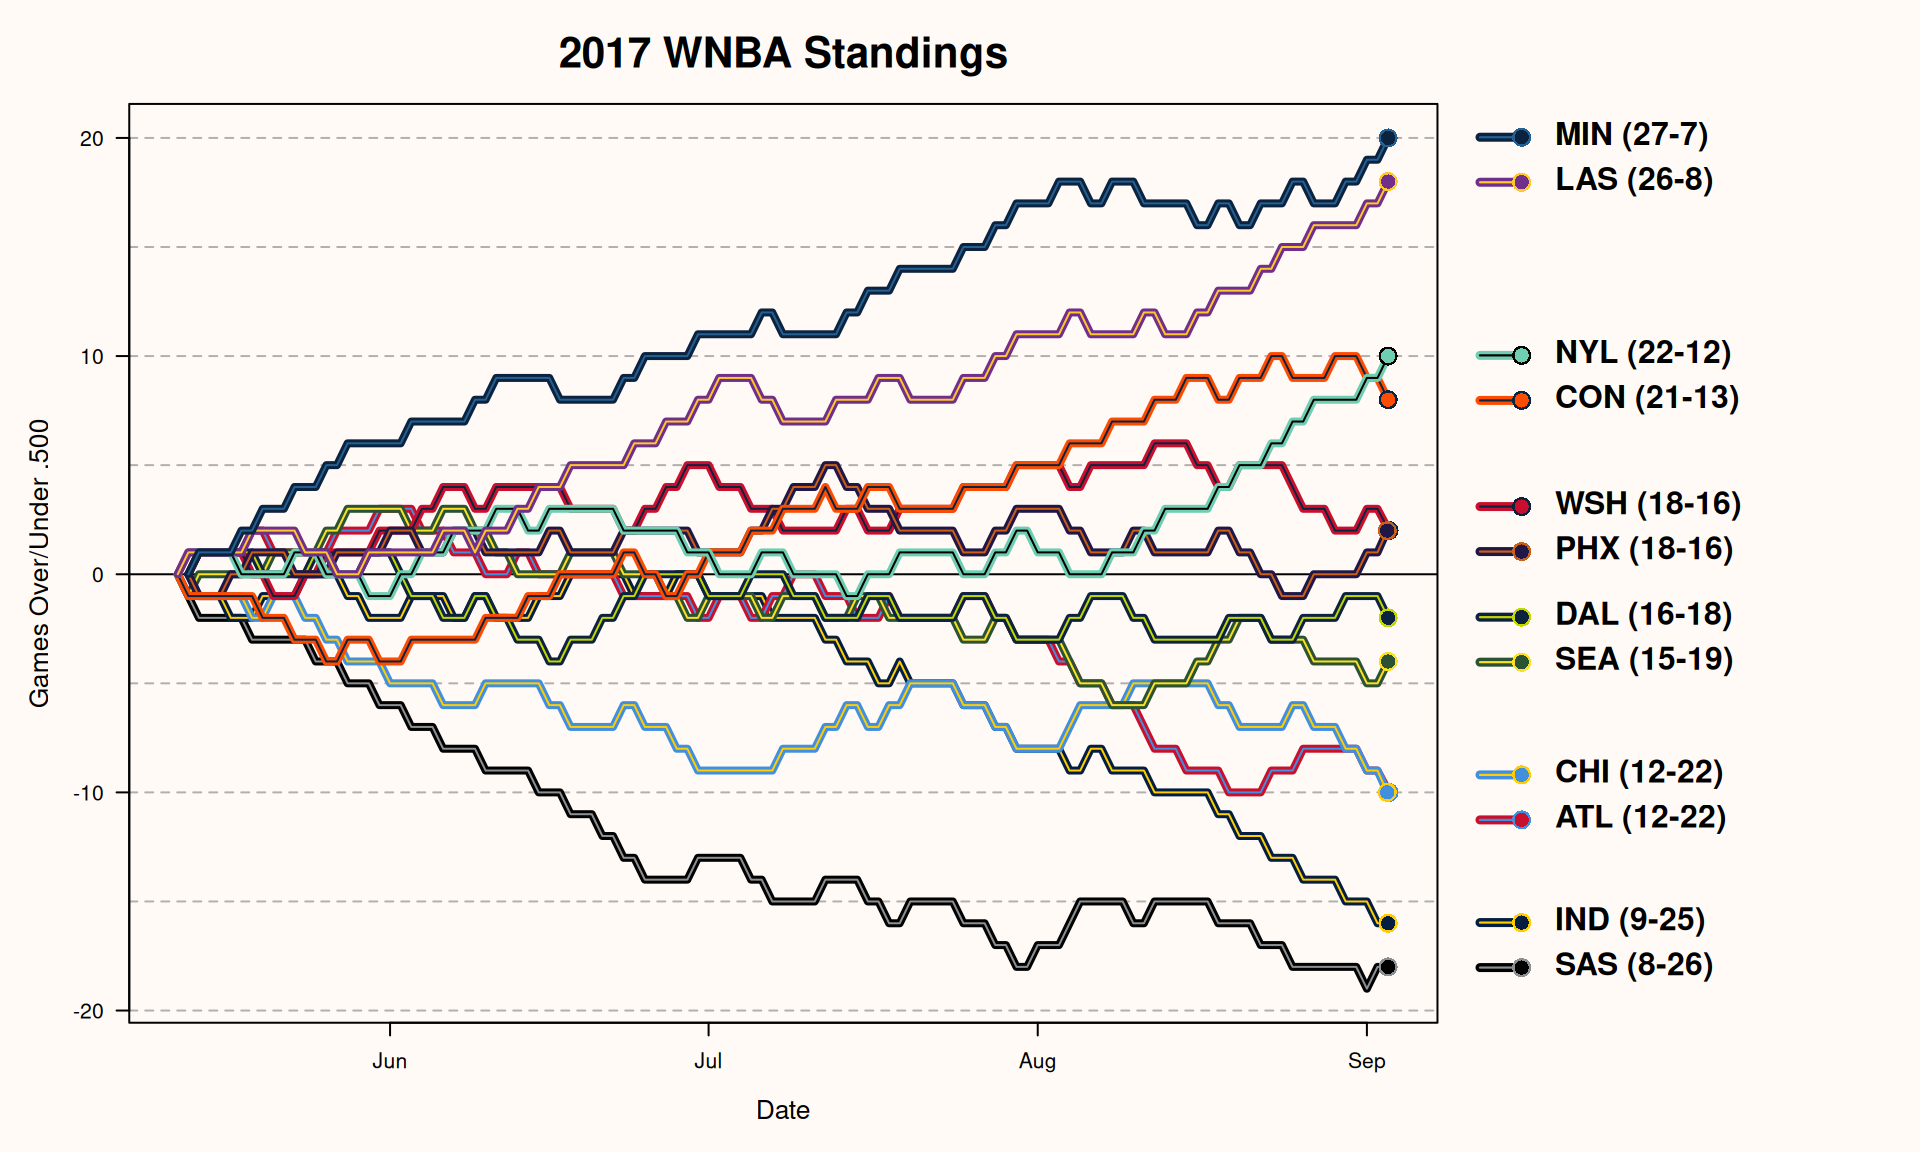 2017 WNBA Standings
Games Over/Under .500
20
10
0
-10
-20
Jun
Jul
Aug
Sep
Date
MIN (27-7)
LAS (26-8)
NYL (22-12)
CON (21-13)
WSH (18-16)
PHX (18-16)
DAL (16-18)
SEA (15-19)
CHI (12-22)
ATL (12-22)
IND (9-25)
SAS (8-26)